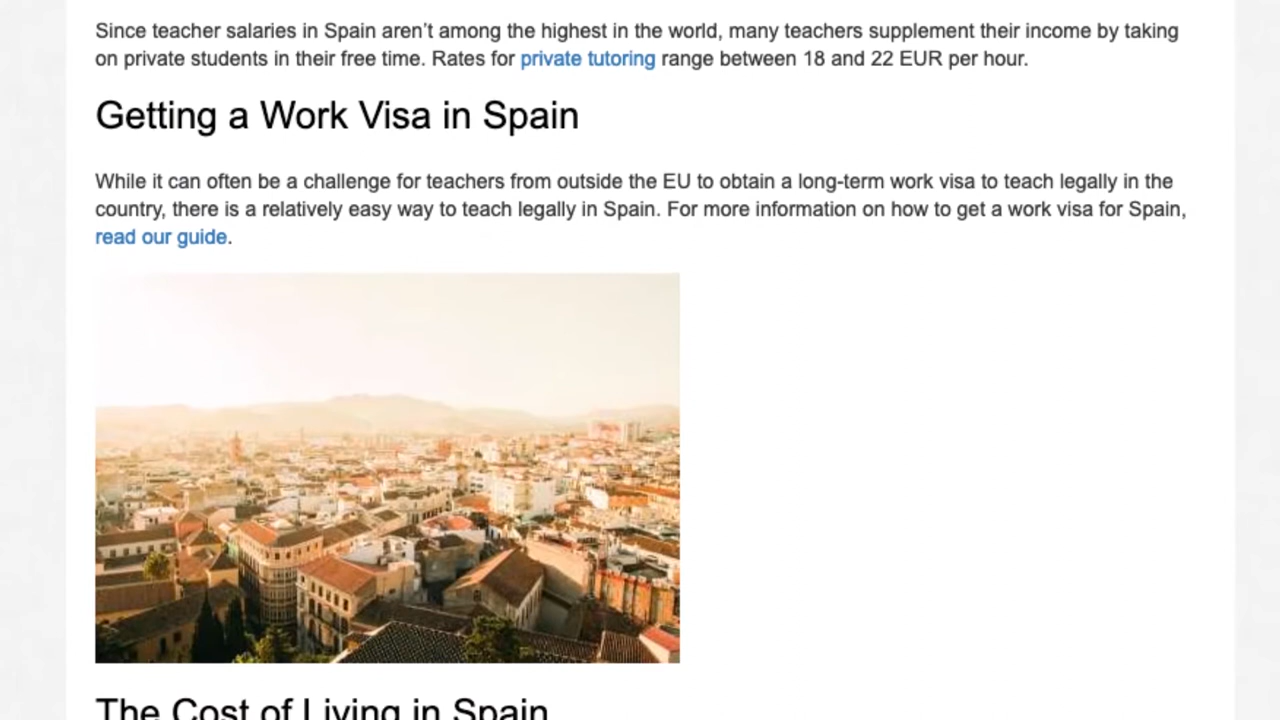 Since teacher salaries in Spain aren’t among the highest in the world, many teachers supplement their income by taking
on private students in their free time. Rates for private tutoring range between 18 and 22 EUR per hour.
Getting a Work Visa in Spain
While it can often be a challenge for teachers from outside the EU to obtain a long-term work visa to teach legally in the
country, there is a relatively easy way to teach legally in Spain. For more information on how to get a work visa for Spain,
read our guide.
The Cost of Living in Spain